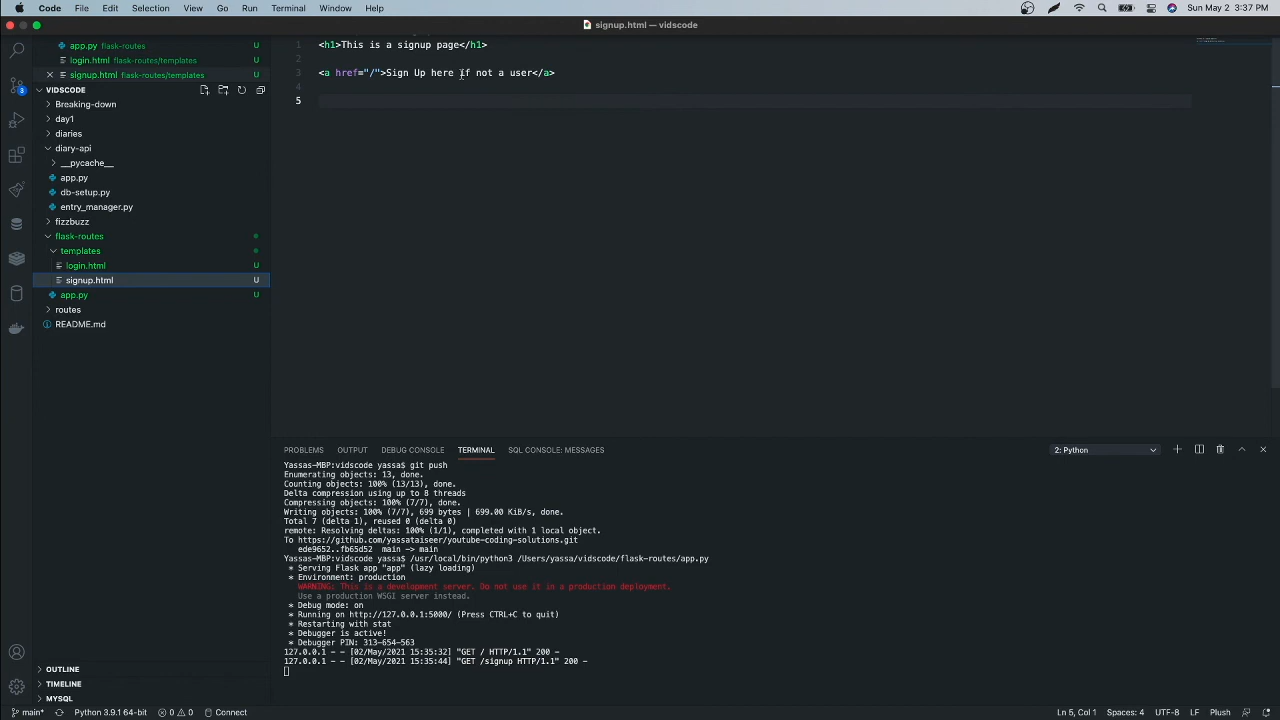 Code File Edit Selection View Go Run Terminal Window Help Sun May 2 3:37 PM
signup.html — vidscode
app.py flask-routes U
login.html flask-routes/templates U
signup.html flask-routes/templates U
VIDSCODE
Breaking-down
day1
diaries
diary-api
__pycache__
app.py
db-setup.py
entry_manager.py
fizzbuzz
flask-routes
templates
login.html U
signup.html U
app.py U
routes
README.md
OUTLINE
TIMELINE
MYSQL
3
1 <h1>This is a signup page</h1>
2
3 <a href="/">Sign Up here if not a user</a>
4
5
PROBLEMS OUTPUT DEBUG CONSOLE TERMINAL SQL CONSOLE: MESSAGES 2: Python
Yassas-MBP:vidscode yassa$ git push
Enumerating objects: 13, done.
Counting objects: 100% (13/13), done.
Delta compression using up to 8 threads
Compressing objects: 100% (7/7), done.
Writing objects: 100% (7/7), 699 bytes | 699.00 KiB/s, done.
Total 7 (delta 1), reused 0 (delta 0)
remote: Resolving deltas: 100% (1/1), completed with 1 local object.
To https://github.com/yassataiseer/youtube-coding-solutions.git
ede9652..fb65d52 main -> main
Yassas-MBP:vidscode yassa$ /usr/local/bin/python3 /Users/yassa/vidscode/flask-routes/app.py
* Serving Flask app "app" (lazy loading)
* Environment: production
WARNING: This is a development server. Do not use it in a production deployment.
Use a production WSGI server instead.
* Debug mode: on
* Running on http://127.0.0.1:5000/ (Press CTRL+C to quit)
* Restarting with stat
* Debugger is active!
* Debugger PIN: 313-654-563
127.0.0.1 - - [02/May/2021 15:35:32] "GET / HTTP/1.1" 200 -
127.0.0.1 - - [02/May/2021 15:35:44] "GET /signup HTTP/1.1" 200 -
main* Python 3.9.1 64-bit 0 0 Connect Ln 5, Col 1 Spaces: 4 UTF-8 LF Plush